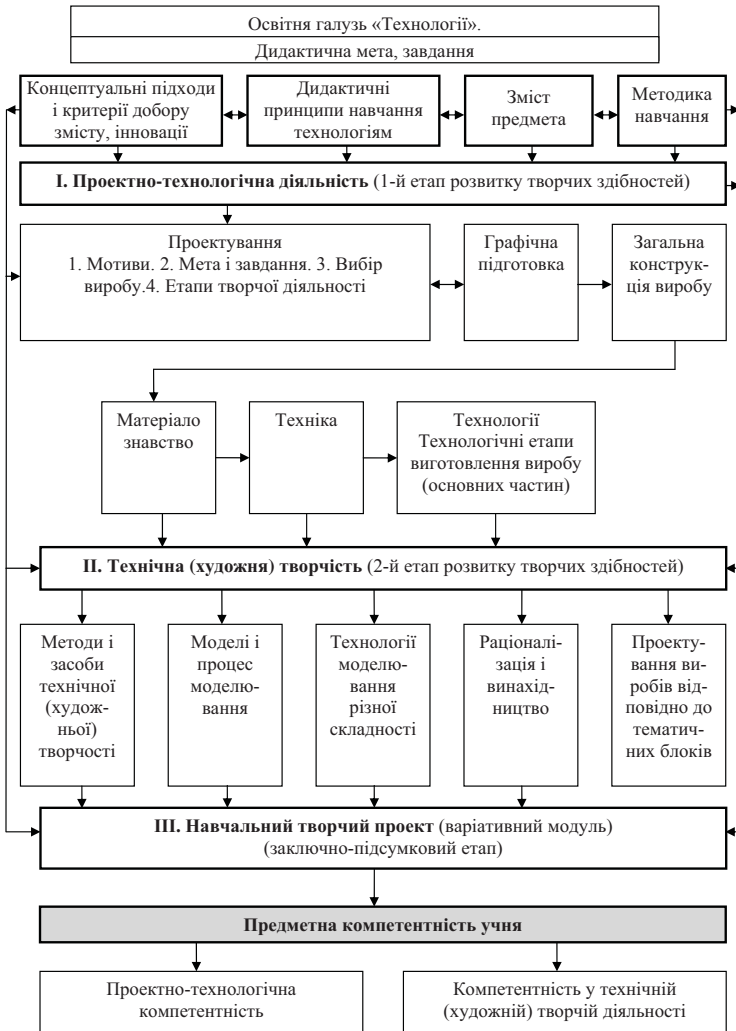 Освітня галузь «Технології».
Дидактична мета, завдання
Концептуальні підходи
і критерії добору
змісту, інновації
Дидактичні
принципи навчання
технологіям
Зміст
предмета
Методика
навчання
І. Проектно-технологічна діяльність (1-й етап розвитку творчих здібностей)
Проектування
1. Мотиви. 2. Мета і завдання. 3. Вибір
виробу.4. Етапи творчої діяльності
Графічна
підготовка
Загальна
конструк-
ція виробу
Матеріало
знавство
Техніка
Технології
Технологічні етапи
виготовлення виробу
(основних частин)
ІІ. Технічна (художня) творчість (2-й етап розвитку творчих здібностей)
Методи і
засоби
технічної
(худож-
ньої)
творчості
Моделі і
процес
моделю-
вання
Технології
моделю-
вання
різної
складності
Раціоналі-
зація і
винахід-
ництво
Проекту-
вання ви-
робів від-
повідно до
тематич-
них блоків
ІІІ. Навчальний творчий проект (варіативний модуль)
(заключно-підсумковий етап)
Предметна компетентність учня
Проектно-технологічна
компетентність
Компетентність у технічній
(художній) творчій діяльності